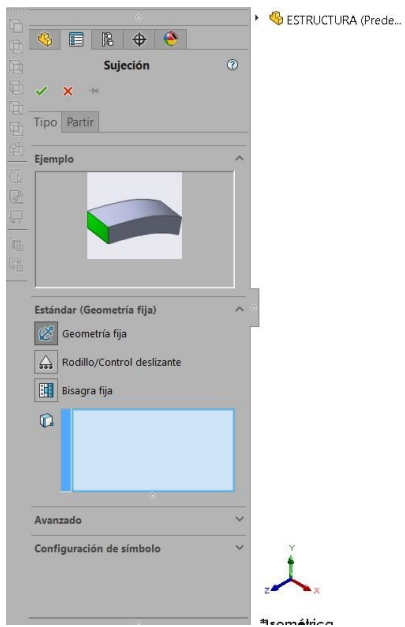 ESTRUCTURA (Prede...
Sujeción
Tipo Partir
Ejemplo
Estándar (Geometría fija)
Geometría fija
Rodillo/Control deslizante
Bisagra fija
Avanzado
Configuración de símbolo
Y
Z X
*Isométrica